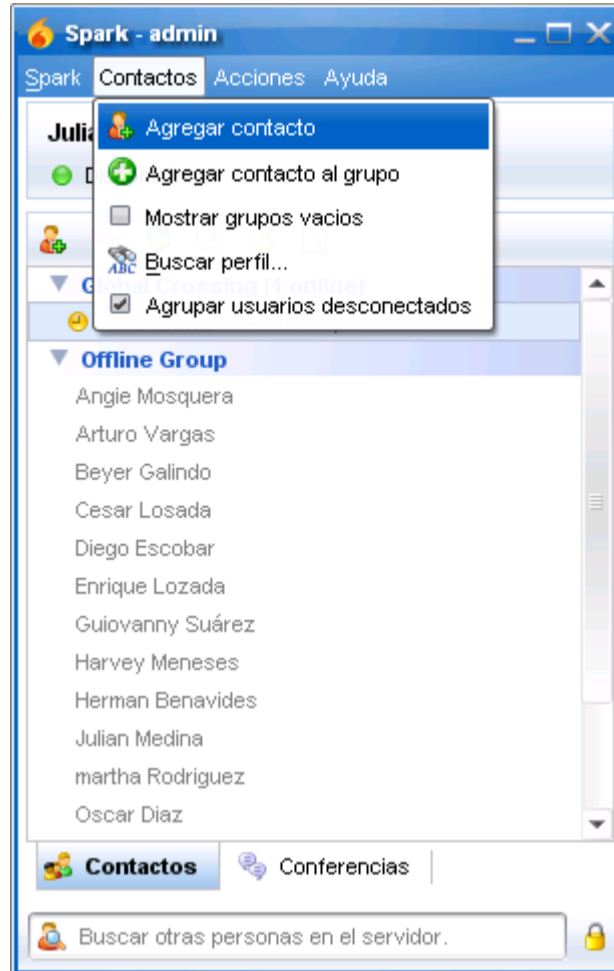 Spark - admin
Spark Contactos Acciones Ayuda
Agregar contacto
Agregar contacto al grupo
Mostrar grupos vacios
ABC Buscar perfil...
Agrupar usuarios desconectados
Offline Group
Angie Mosquera
Arturo Vargas
Beyer Galindo
Cesar Losada
Diego Escobar
Enrique Lozada
Guiovanny Suárez
Harvey Meneses
Herman Benavides
Julian Medina
martha Rodriguez
Oscar Diaz
Contactos Conferencias
Buscar otras personas en el servidor.